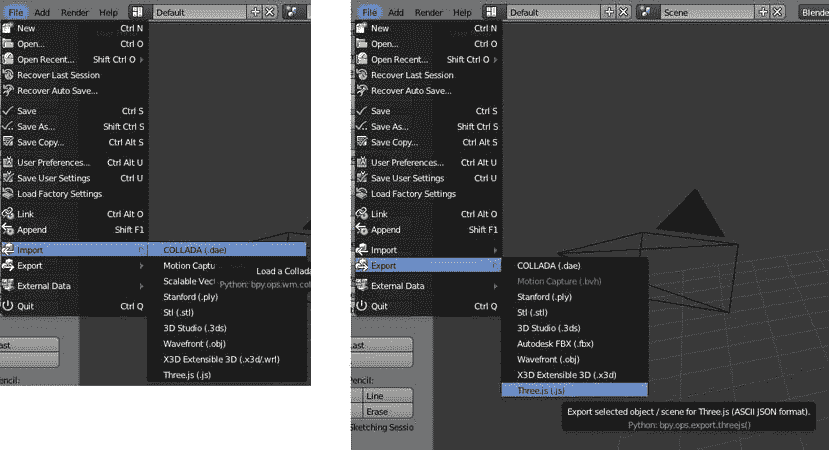 File Add Render Help Default
New Ctrl N
Open... Ctrl O
Open Recent... Shift Ctrl O
Recover Last Session
Recover Auto Save...
Save Ctrl S
Save As... Shift Ctrl S
Save Copy... Ctrl Alt S
User Preferences... Ctrl Alt U
Save User Settings Ctrl U
Load Factory Settings
Link Ctrl Alt O
Append Shift F1
Import
Export
External Data
Quit Ctrl Q
COLLADA (.dae)
Motion Captu
Load a Collada
Scalable Vec
Python: bpy.ops.wm.col
Stanford (.ply)
Stl (.stl)
3D Studio (.3ds)
Wavefront (.obj)
X3D Extensible 3D (.x3d/.wrl)
Three.js (.js)
ast
encil:
File Add Render Help Default Scene Blende
New Ctrl N
Open... Ctrl O
Open Recent... Shift Ctrl O
Recover Last Session
Recover Auto Save...
Save Ctrl S
Save As... Shift Ctrl S
Save Copy... Ctrl Alt S
User Preferences... Ctrl Alt U
Save User Settings Ctrl U
Load Factory Settings
Link Ctrl Alt O
Append Shift F1
Import
Export
External Data
Quit Ctrl Q
COLLADA (.dae)
Motion Capture (.bvh)
Stanford (.ply)
Stl (.stl)
3D Studio (.3ds)
Autodesk FBX (.fbx)
Wavefront (.obj)
X3D Extensible 3D (.x3d)
Three.js (.js)
Export selected object / scene for Three.js (ASCII JSON format).
Python: bpy.ops.export.threejs()
Last
Pencil:
Line
Erase
Sketching Sessio